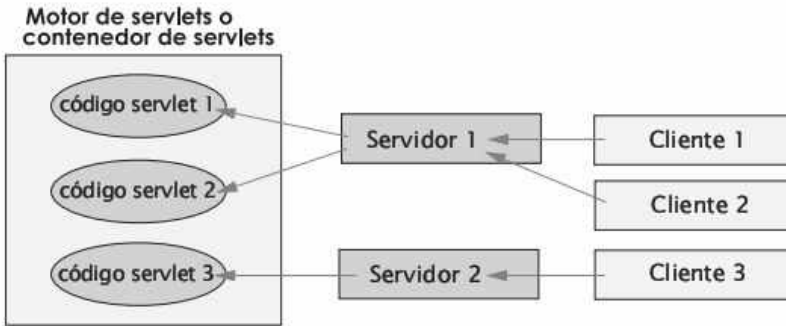 Motor de servlets o
contenedor de servlets
código servlet 1
Servidor 1
Cliente 1
código servlet 2
Cliente 2
código servlet 3
Servidor 2
Cliente 3